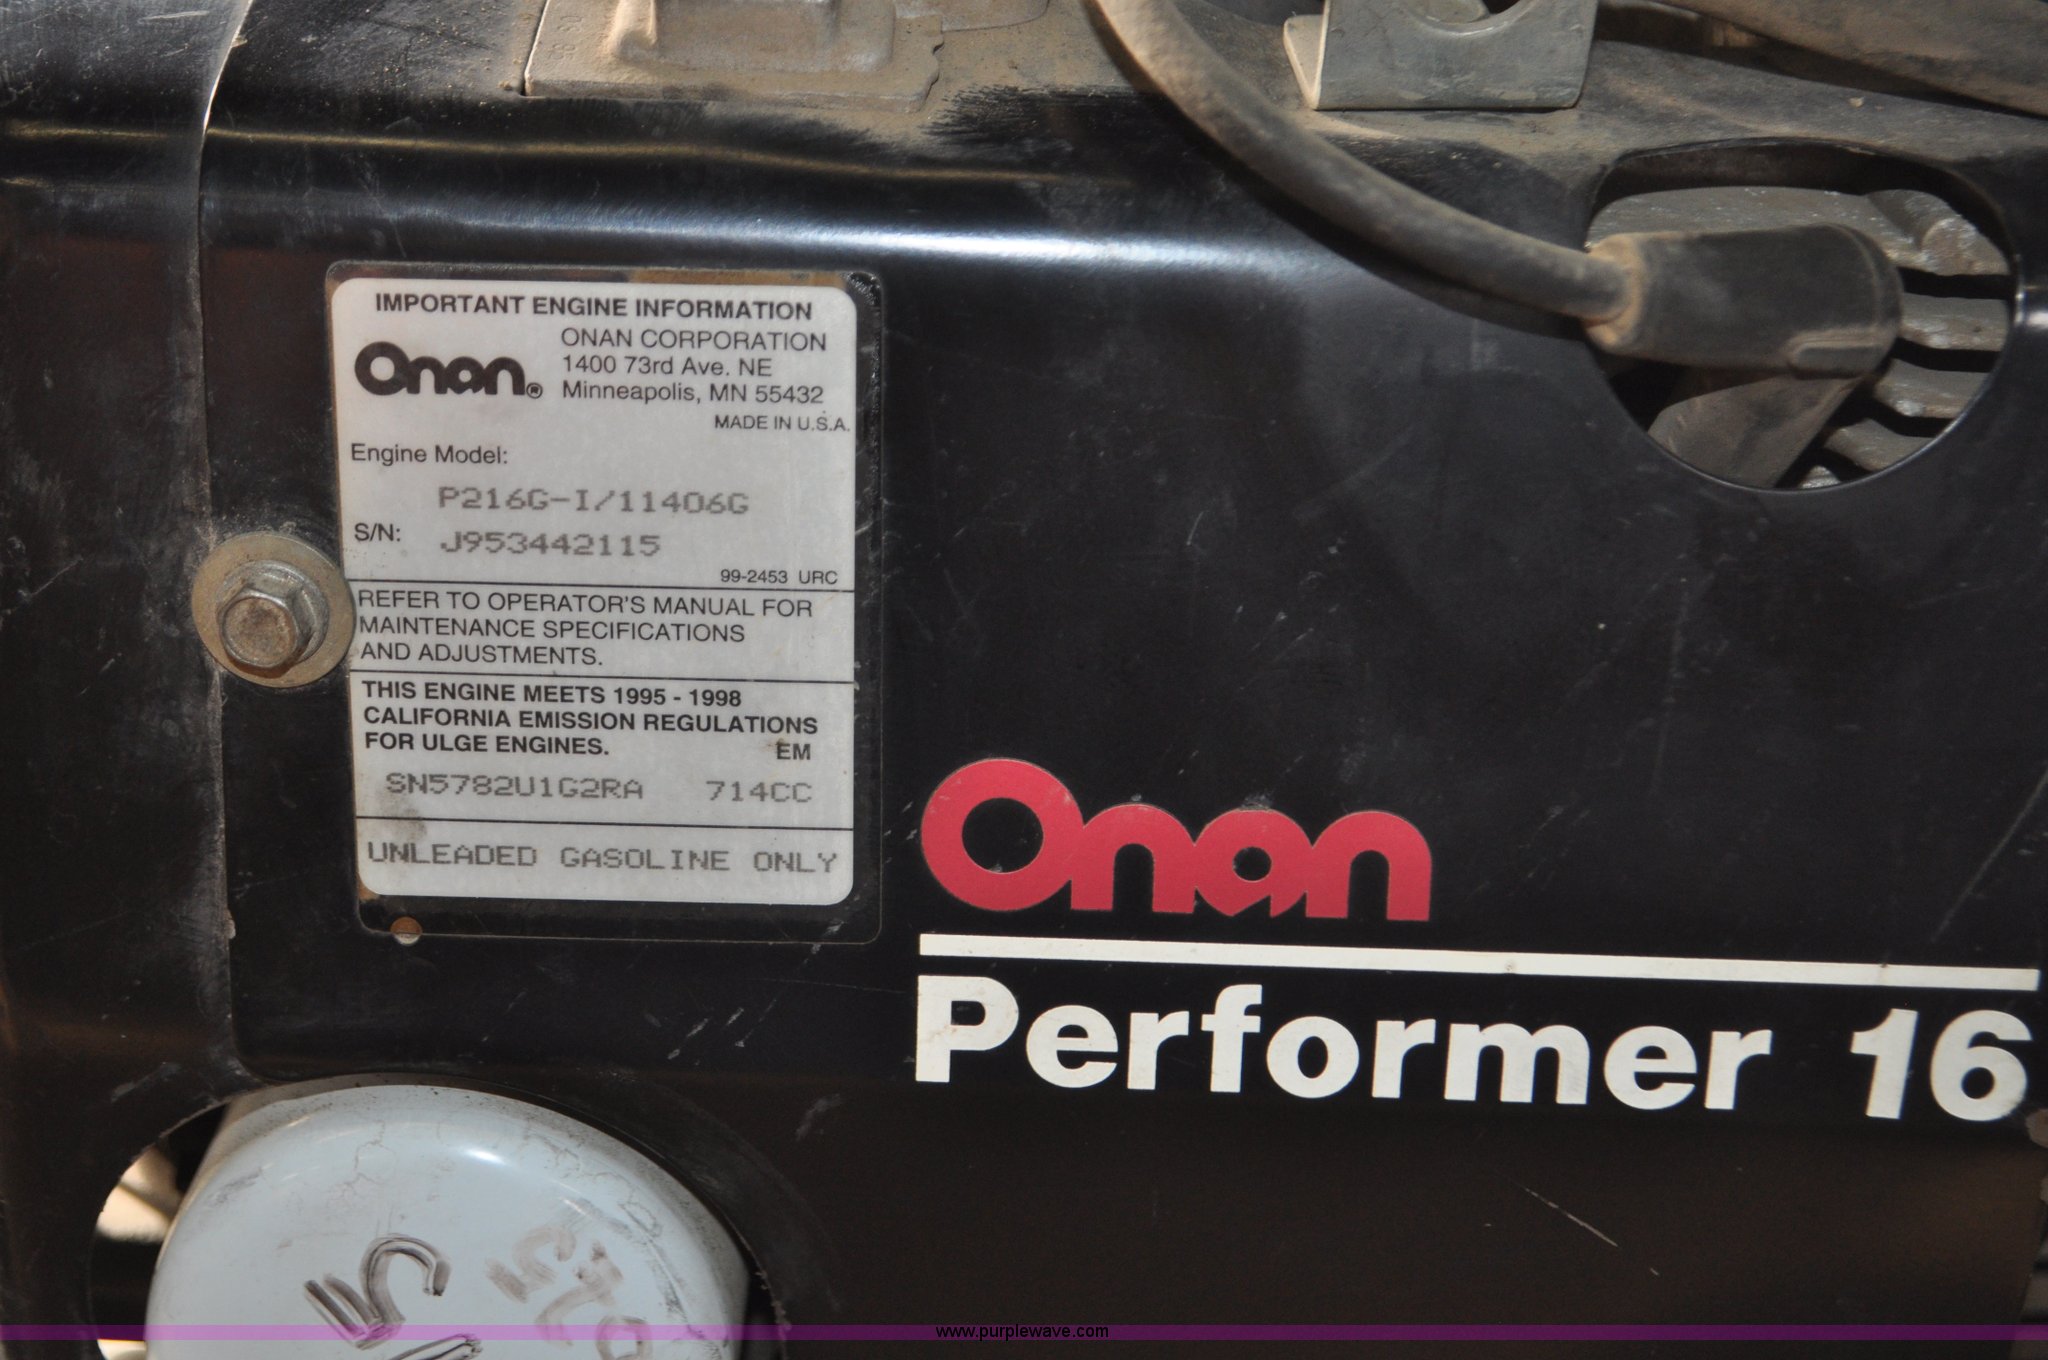 IMPORTANT ENGINE INFORMATION
Onan®
ONAN CORPORATION
1400 73rd Ave. NE
Minneapolis, MN 55432
MADE IN U.S.A.
Engine Model:
P216G-I/11406G
S/N: J953442115
99-2453 URC
REFER TO OPERATOR'S MANUAL FOR
MAINTENANCE SPECIFICATIONS
AND ADJUSTMENTS.
THIS ENGINE MEETS 1995 - 1998
CALIFORNIA EMISSION REGULATIONS
FOR ULGE ENGINES. EM
SN5782U1G2RA 714CC
UNLEADED GASOLINE ONLY
Onan
Performer 16
www.purplewave.com